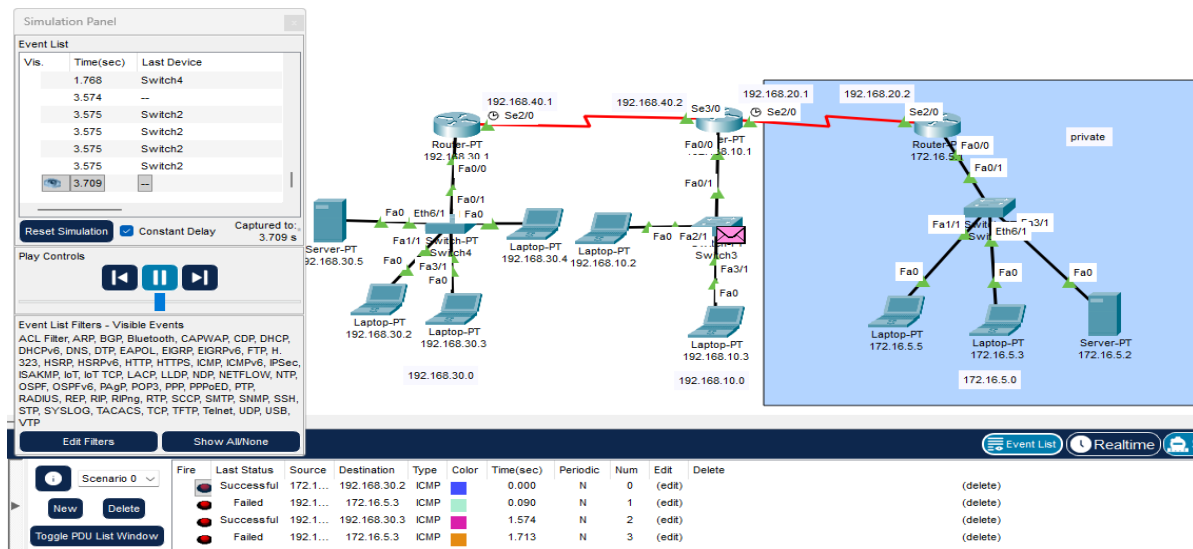 Simulation Panel
Event List
Vis. Time(sec) Last Device
1.768 Switch4
3.574 --
3.575 Switch2
3.575 Switch2
3.575 Switch2
3.575 Switch2
3.709 --
Reset Simulation Constant Delay Captured to:
3.709 s
Play Controls
Event List Filters - Visible Events
ACL Filter, ARP, BGP, Bluetooth, CAPWAP, CDP, DHCP,
DHCPv6, DNS, DTP, EAPOL, EIGRP, EIGRPv6, FTP, H.
323, HSRP, HSRPv6, HTTP, HTTPS, ICMP, ICMPv6, IPSec,
ISAKMP, IoT, IoT TCP, LACP, LLDP, NDP, NETFLOW, NTP,
OSPF, OSPFv6, PAgP, POP3, PPP, PPPoED, PTP,
RADIUS, REP, RIP, RIPng, RTP, SCCP, SMTP, SNMP, SSH,
STP, SYSLOG, TACACS, TCP, TFTP, Telnet, UDP, USB,
VTP
Edit Filters Show All/None
192.168.40.1 192.168.40.2 192.168.20.1 192.168.20.2
Se2/0 Se3/0 Se2/0 Se2/0
Router-PT
192.168.30.1
Fa0/0
Fa0/1
192.168.10.1
Fa0/0
Fa0/1
172.16.5.1
Fa0/0
Fa0/1
private
Fa0 Eth6/1 Fa0
Server-PT
192.168.30.5
Fa1/1 Switch-PT
Switch4
Fa0 Fa3/1
Fa0
Laptop-PT
192.168.30.4
Laptop-PT
192.168.10.2
Fa0 Fa2/1
Switch3
Fa3/1
Fa0
Fa1/1 Eth6/1 Fa3/1
Fa0 Fa0 Fa0
Laptop-PT
192.168.30.2
Laptop-PT
192.168.30.3
Laptop-PT
192.168.10.3
Laptop-PT
172.16.5.5
Laptop-PT
172.16.5.3
Server-PT
172.16.5.2
192.168.30.0 192.168.10.0 172.16.5.0
Event List Realtime
Scenario 0
New Delete
Toggle PDU List Window
Fire Last Status Source Destination Type Color Time(sec) Periodic Num Edit Delete
Successful 172.1... 192.168.30.2 ICMP 0.000 N 0 (edit) (delete)
Failed 192.1... 172.16.5.3 ICMP 0.090 N 1 (edit) (delete)
Successful 192.1... 192.168.30.3 ICMP 1.574 N 2 (edit) (delete)
Failed 192.1... 172.16.5.3 ICMP 1.713 N 3 (edit) (delete)